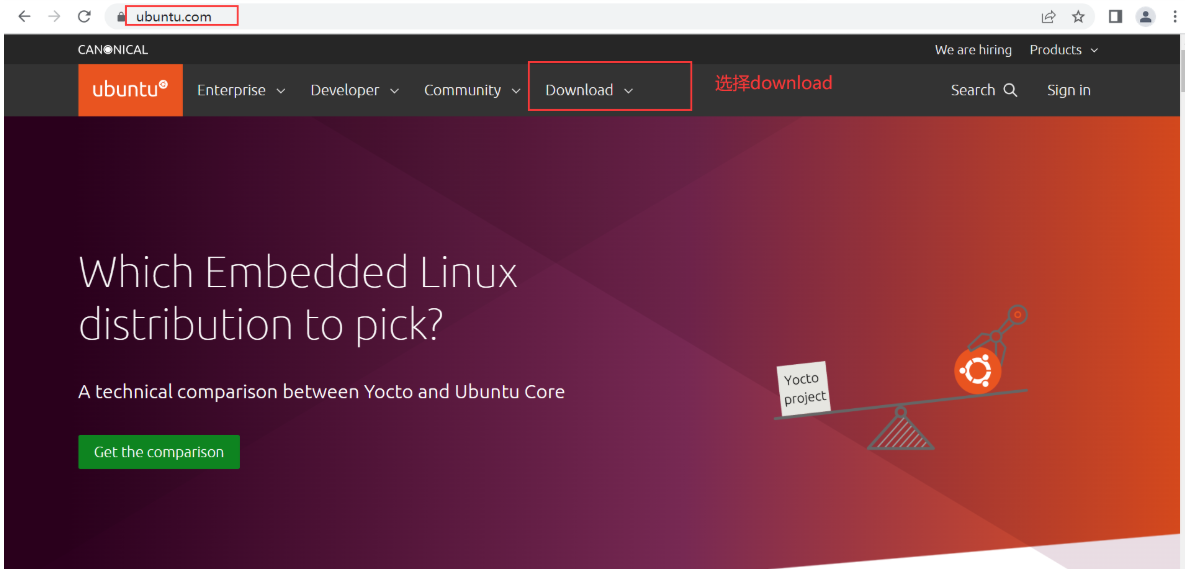 ubuntu.com
CANONICAL
We are hiring Products
ubuntu Enterprise Developer Community Download 选择download Search Sign in
Which Embedded Linux
distribution to pick?
A technical comparison between Yocto and Ubuntu Core
Get the comparison
Yocto
project